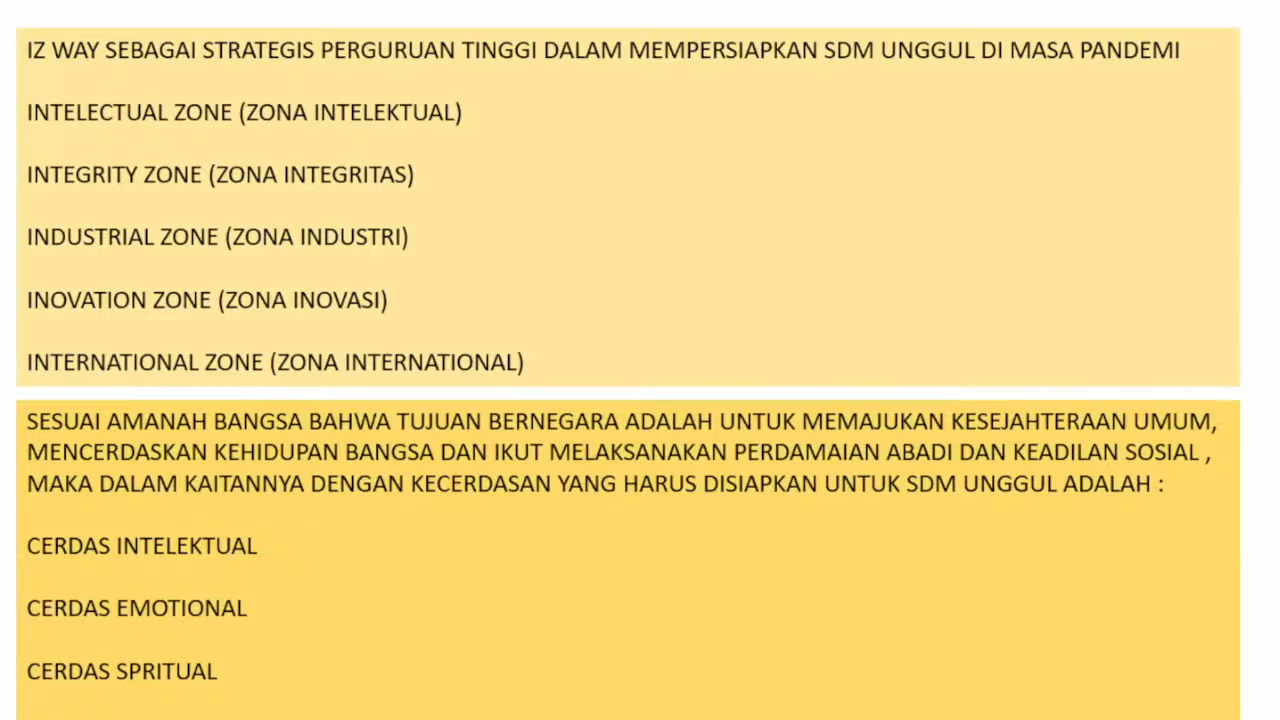 IZ WAY SEBAGAI STRATEGIS PERGURUAN TINGGI DALAM MEMPERSIAPKAN SDM UNGGUL DI MASA PANDEMI
INTELECTUAL ZONE (ZONA INTELEKTUAL)
INTEGRITY ZONE (ZONA INTEGRITAS)
INDUSTRIAL ZONE (ZONA INDUSTRI)
INOVATION ZONE (ZONA INOVASI)
INTERNATIONAL ZONE (ZONA INTERNATIONAL)
SESUAI AMANAH BANGSA BAHWA TUJUAN BERNEGARA ADALAH UNTUK MEMAJUKAN KESEJAHTERAAN UMUM,
MENCERDASKAN KEHIDUPAN BANGSA DAN IKUT MELAKSANAKAN PERDAMAIAN ABADI DAN KEADILAN SOSIAL ,
MAKA DALAM KAITANNYA DENGAN KECERDASAN YANG HARUS DISIAPKAN UNTUK SDM UNGGUL ADALAH :
CERDAS INTELEKTUAL
CERDAS EMOTIONAL
CERDAS SPRITUAL